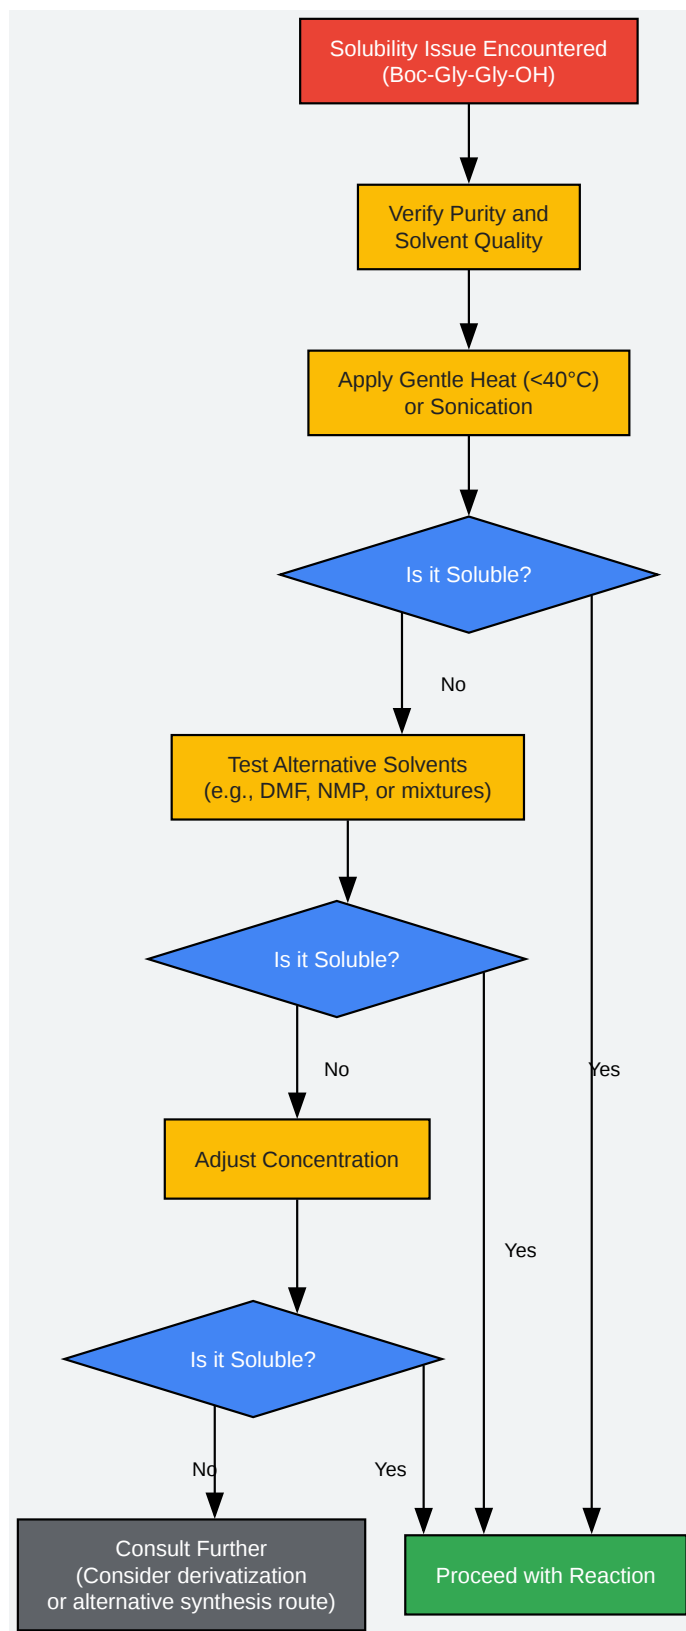 Solubility Issue Encountered
(Boc-Gly-Gly-OH)
Verify Purity and
Solvent Quality
Apply Gentle Heat (<40°C)
or Sonication
Is it Soluble?
No
Test Alternative Solvents
(e.g., DMF, NMP, or mixtures)
Is it Soluble?
No
Yes
Adjust Concentration
Yes
Is it Soluble?
No
Yes
Consult Further
(Consider derivatization
or alternative synthesis route)
Proceed with Reaction